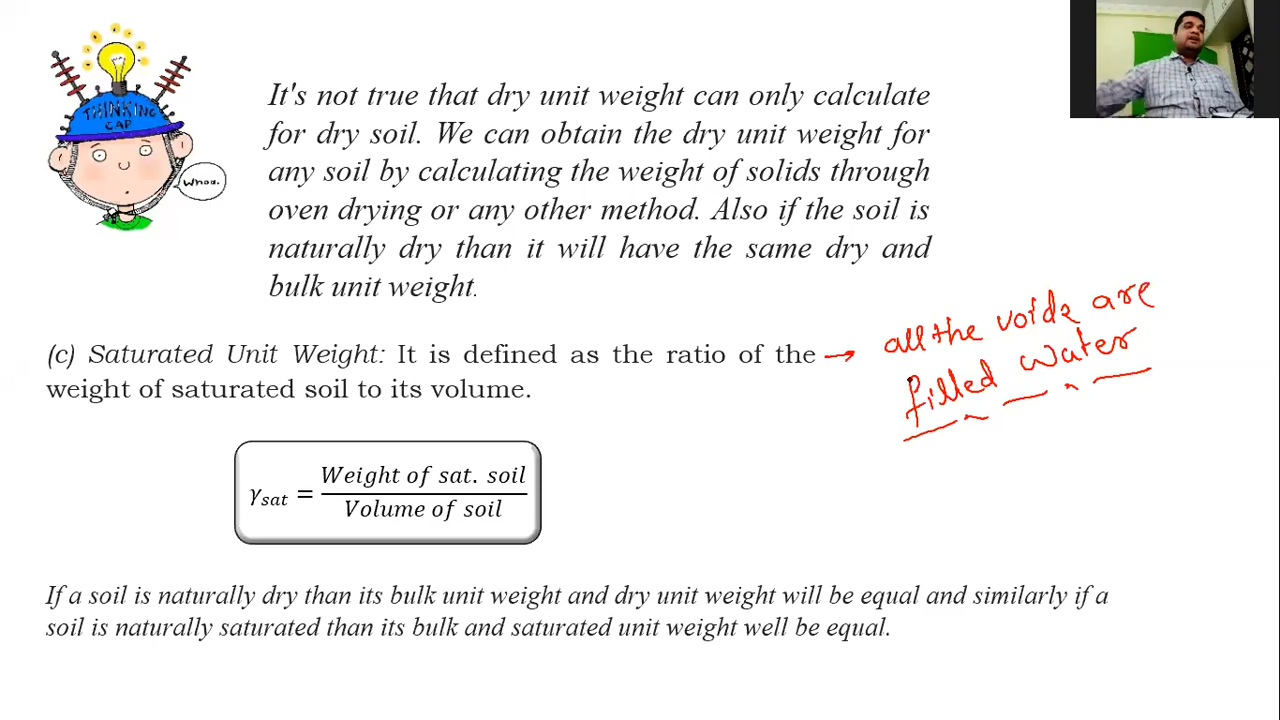 THINKING
CAP
Whoa.
It's not true that dry unit weight can only calculate
for dry soil. We can obtain the dry unit weight for
any soil by calculating the weight of solids through
oven drying or any other method. Also if the soil is
naturally dry than it will have the same dry and
bulk unit weight.
(c) Saturated Unit Weight: It is defined as the ratio of the
weight of saturated soil to its volume.
→ all the voids are
filled water
γsat = Weight of sat. soil
Volume of soil
If a soil is naturally dry than its bulk unit weight and dry unit weight will be equal and similarly if a
soil is naturally saturated than its bulk and saturated unit weight well be equal.